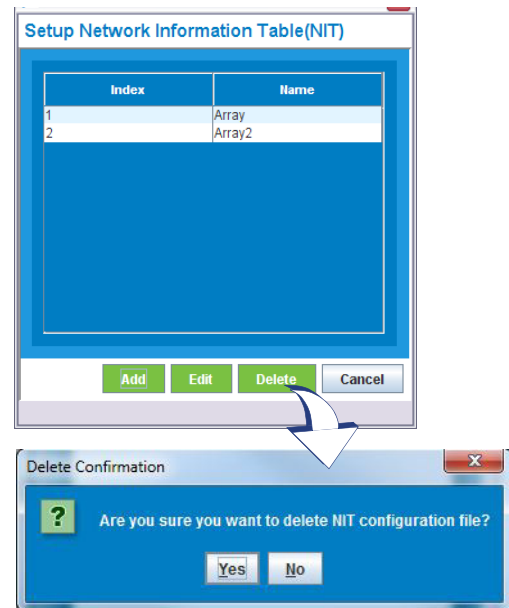 Setup Network Information Table(NIT)
Index Name
1 Array
2 Array2
Add Edit Delete Cancel
Delete Confirmation
Are you sure you want to delete NIT configuration file?
Yes No